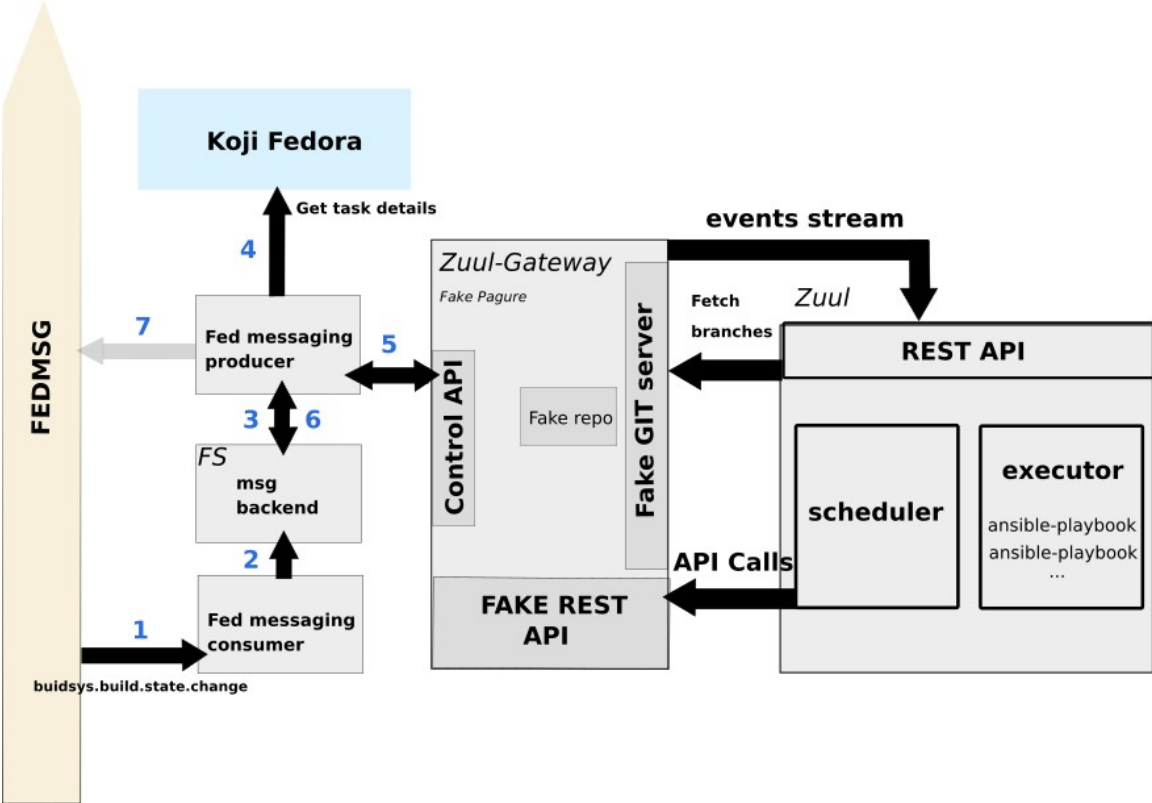 Koji Fedora
Get task details
4
events stream
Zuul-Gateway
Fake Pagure
Fetch
branches
Zuul
REST API
FEDMSG
7
Fed messaging
producer
5
Control API
Fake repo
Fake GIT server
3
6
FS
msg
backend
scheduler
executor
ansible-playbook
ansible-playbook
...
2
API Calls
Fed messaging
consumer
FAKE REST
API
1
buidsys.build.state.change